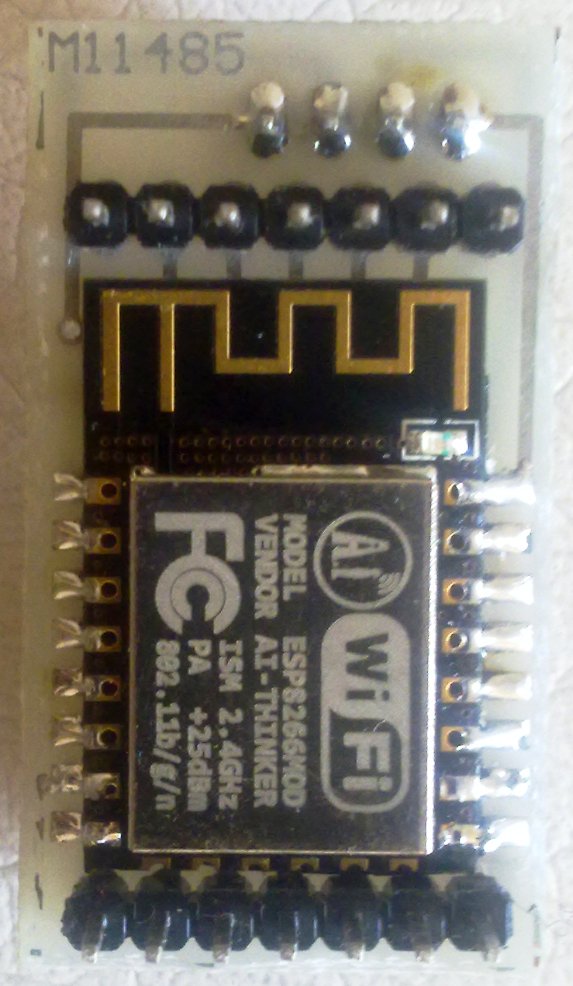 M11485
Ai WiFi
MODEL ESP8266MOD
VENDOR AI-THINKER
ISM 2.4GHz
PA +25dBm
802.11b/g/n
FC